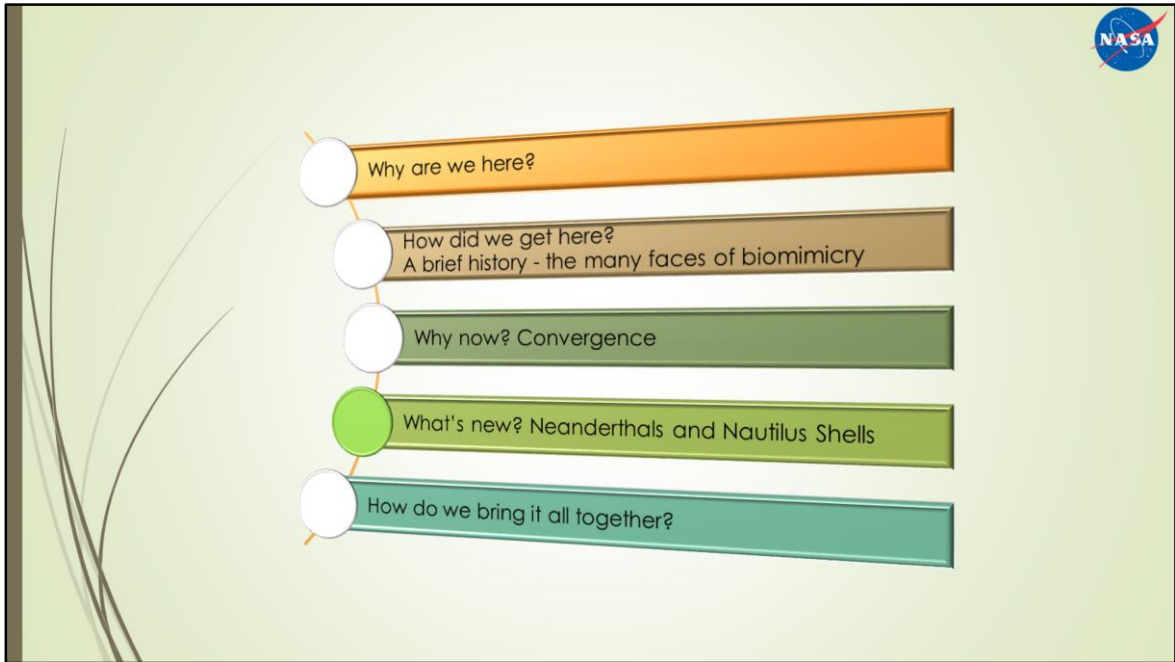 NASA
Why are we here?
How did we get here?
A brief history - the many faces of biomimicry
Why now? Convergence
What's new? Neanderthals and Nautilus Shells
How do we bring it all together?